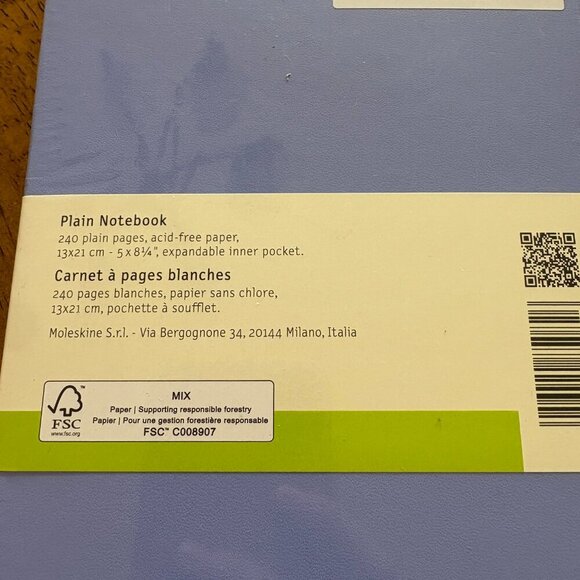 Plain Notebook
240 plain pages, acid-free paper,
13x21 cm - 5 x 8¼", expandable inner pocket.
Carnet à pages blanches
240 pages blanches, papier sans chlore,
13x21 cm, pochette à soufflet.
Moleskine S.r.l. - Via Bergognone 34, 20144 Milano, Italia
FSC
www.fsc.org
MIX
Paper | Supporting responsible forestry
Papier | Pour une gestion forestière responsable
FSC™ C008907